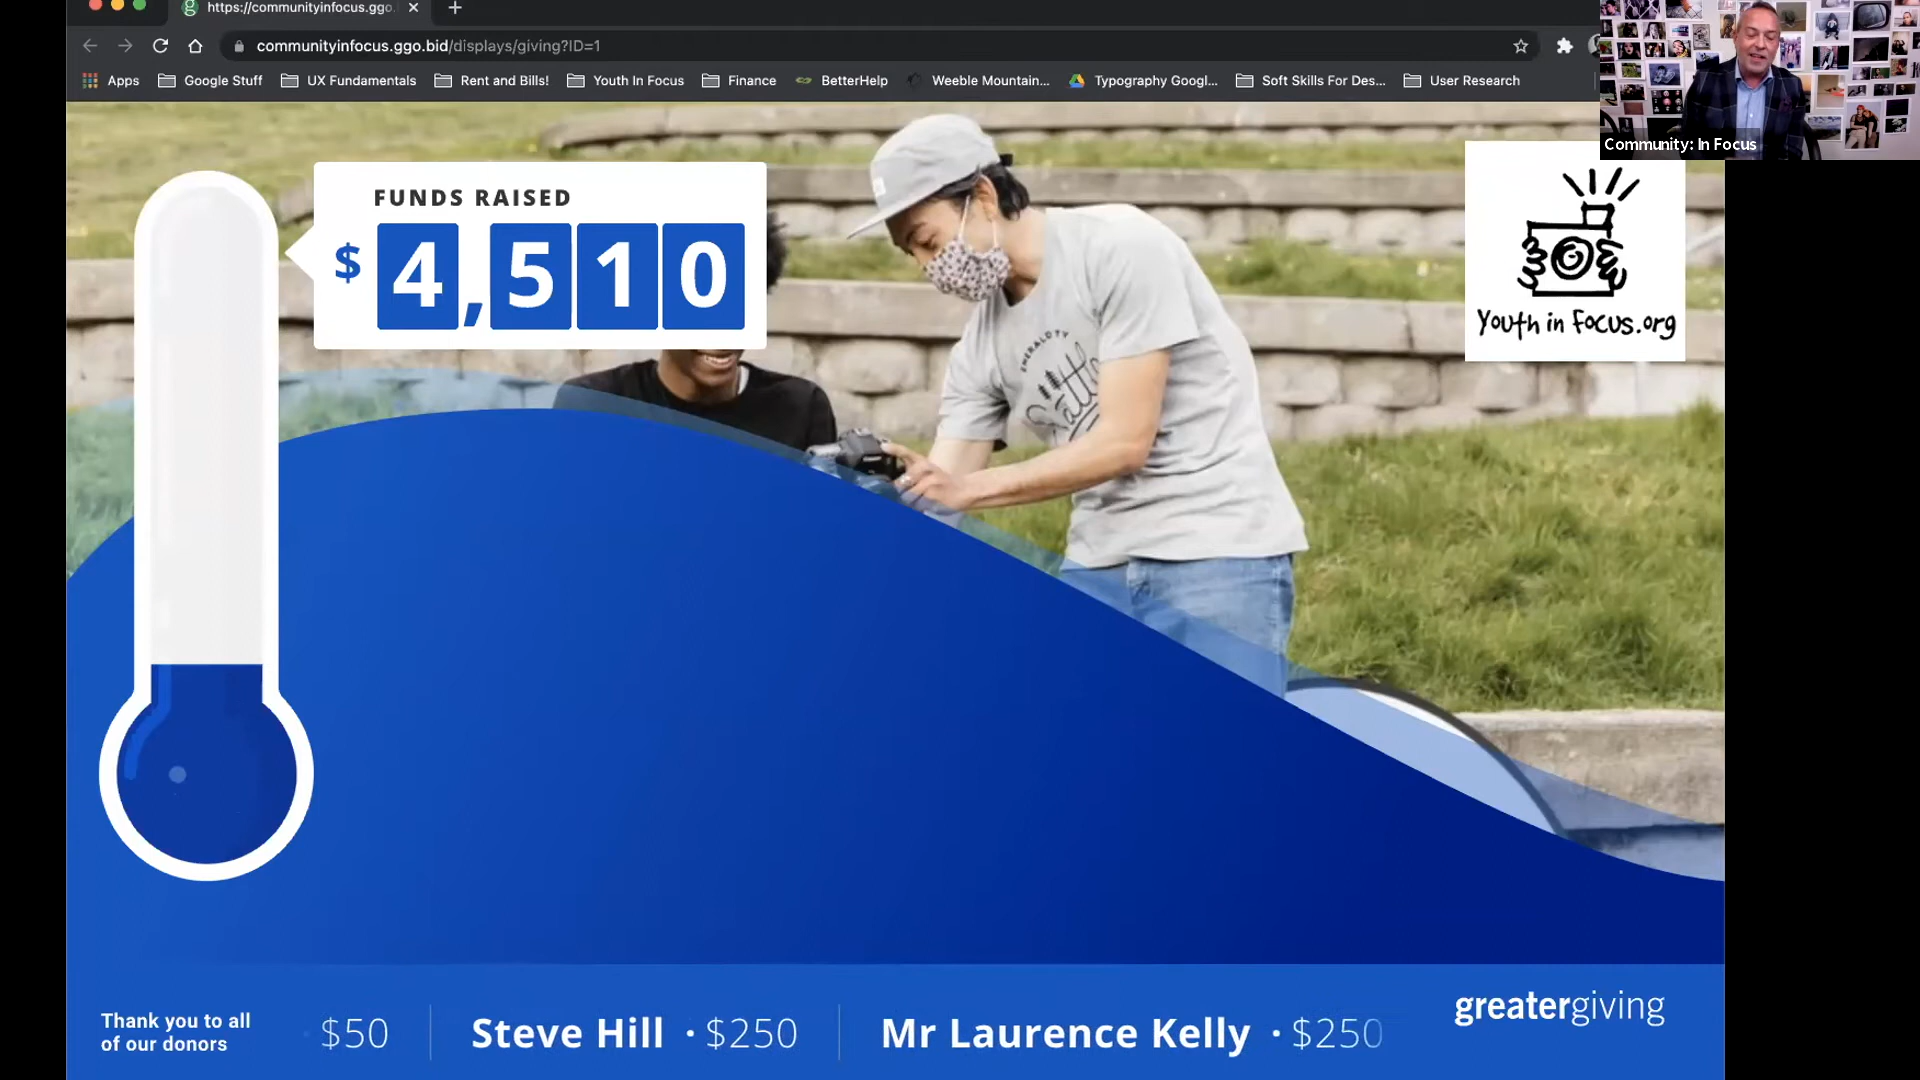 https://communityinfocus.ggo.
communityinfocus.ggo.bid/displays/giving?ID=1
Apps Google Stuff UX Fundamentals Rent and Bills! Youth In Focus Finance BetterHelp Weeble Mountain... Typography Googl... Soft Skills For Des... User Research
Community: In Focus
FUNDS RAISED
$ 4,510
EMERALD
Seattle
Youth in Focus.org
Thank you to all
of our donors
· $50 Steve Hill · $250 Mr Laurence Kelly · $250
greatergiving